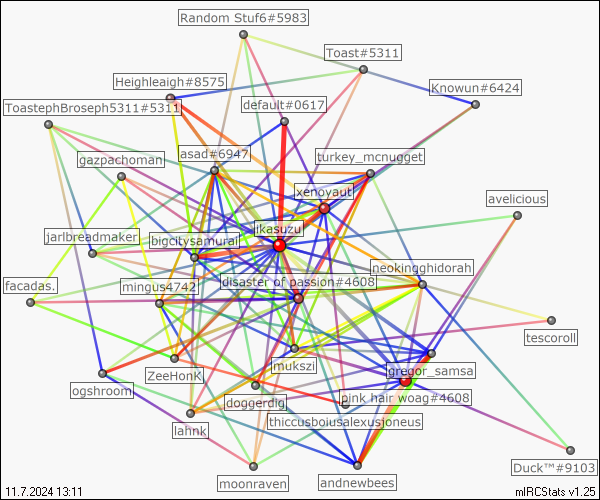 Random Stuf6#5983
Toast#5311
Heighleaigh#8575
Knowun#6424
ToastephBroseph5311#5311
default#0617
asad#6947
turkey_mcnugget
gazpachoman
xenovaut
avelicious
ikasuzu
jarlbreadmaker
bigcitysamurai
neokingghidorah
facadas.
mingus4742
disaster of passion#4608
tescoroll
mukszi
gregor_samsa
ogshroom
ZeeHonK
doggerdig
pink hair woag#4608
lahnk
thiccusboiusalexusjoneus
Duck™#9103
moonraven
andnewbees
11.7.2024 13:11
mIRCStats v1.25